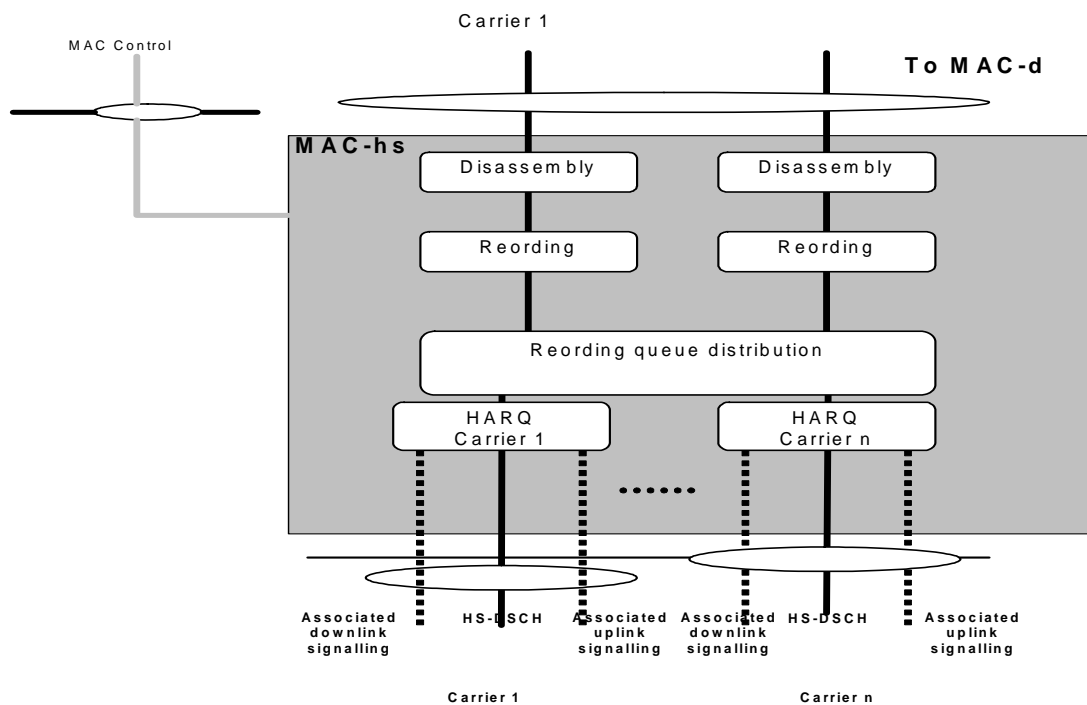 Carrier 1
MAC Control
To MAC-d
MAC-hs
Disassembly
Disassembly
Reording
Reording
Reording queue distribution
HARQ
Carrier 1
HARQ
Carrier n
Associated
downlink
signalling
HS-DSCH
Associated
uplink
signalling
Associated
downlink
signalling
HS-DSCH
Associated
uplink
signalling
Carrier 1
Carrier n